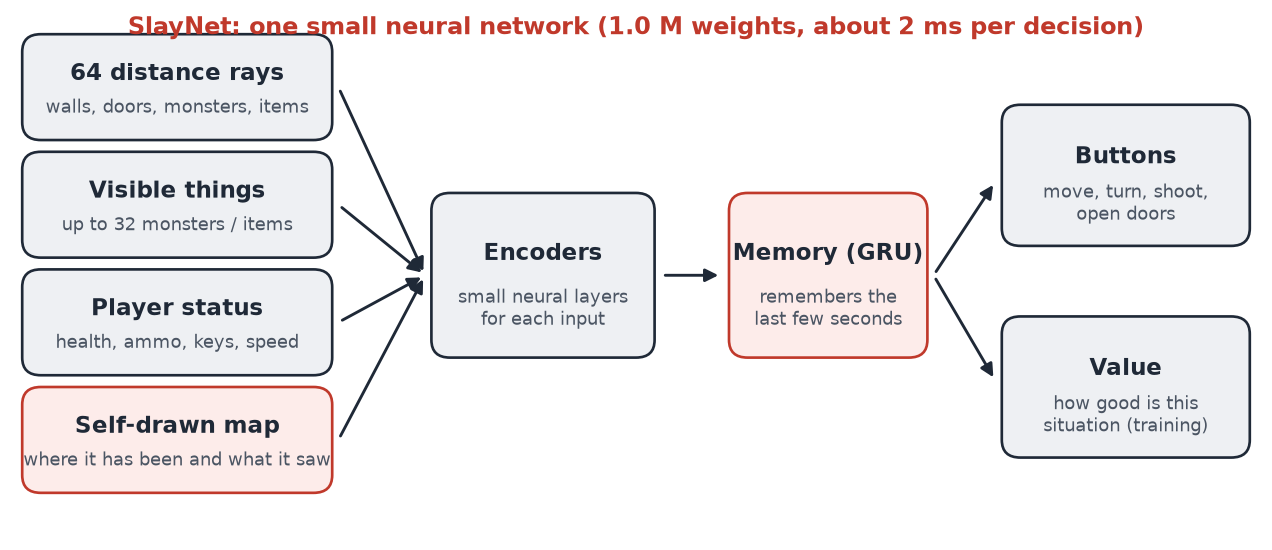 SlayNet: one small neural network (1.0 M weights, about 2 ms per decision)
64 distance rays
walls, doors, monsters, items
Visible things
up to 32 monsters / items
Player status
health, ammo, keys, speed
Self-drawn map
where it has been and what it saw
Encoders
small neural layers
for each input
Memory (GRU)
remembers the
last few seconds
Buttons
move, turn, shoot,
open doors
Value
how good is this
situation (training)